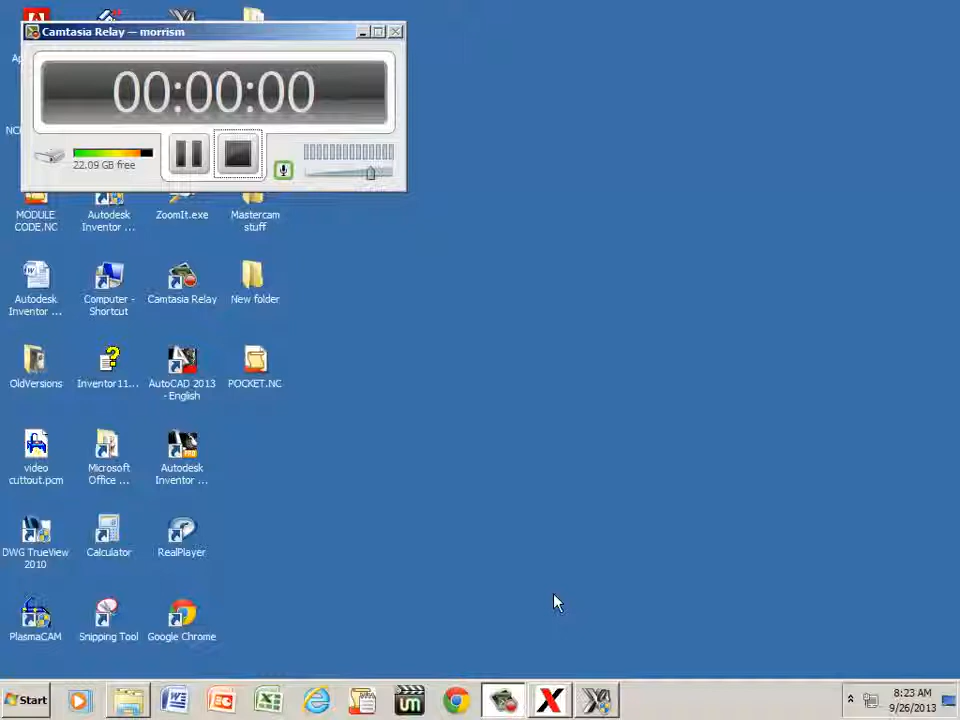 Camtasia Relay — morrism
00:00:00
22.09 GB free
MODULE
CODE.NC
Autodesk
Inventor ...
ZoomIt.exe
Mastercam
stuff
Autodesk
Inventor ...
Computer -
Shortcut
Camtasia Relay
New folder
OldVersions
Inventor11...
AutoCAD 2013
- English
POCKET.NC
video
cuttout.pcm
Microsoft
Office ...
Autodesk
Inventor ...
DWG TrueView
2010
Calculator
RealPlayer
PlasmaCAM
Snipping Tool
Google Chrome
Start
um
8:23 AM
9/26/2013